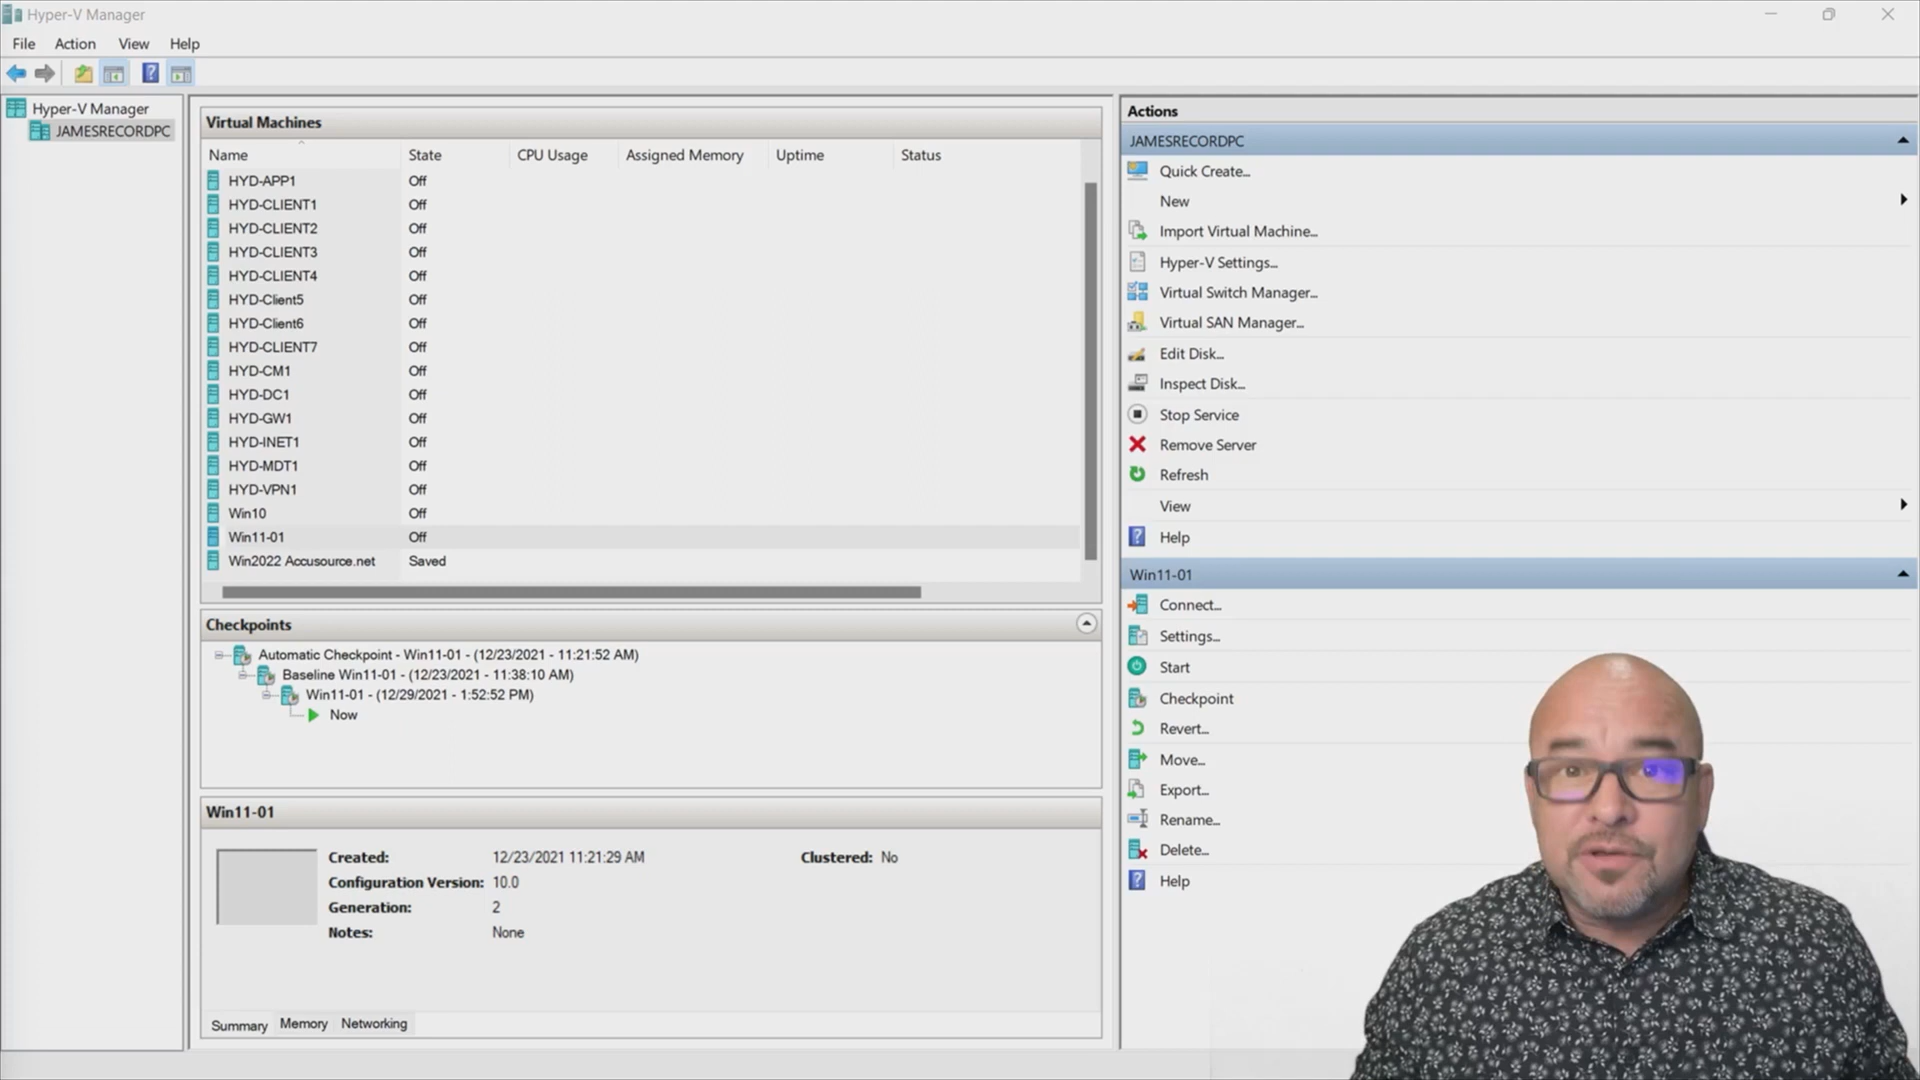 Hyper-V Manager
File Action View Help
Hyper-V Manager
JAMESRECORDPC
Virtual Machines
Name State CPU Usage Assigned Memory Uptime Status
HYD-APP1 Off
HYD-CLIENT1 Off
HYD-CLIENT2 Off
HYD-CLIENT3 Off
HYD-CLIENT4 Off
HYD-Client5 Off
HYD-Client6 Off
HYD-CLIENT7 Off
HYD-CM1 Off
HYD-DC1 Off
HYD-GW1 Off
HYD-INET1 Off
HYD-MDT1 Off
HYD-VPN1 Off
Win10 Off
Win11-01 Off
Win2022 Accusource.net Saved
Checkpoints
Automatic Checkpoint - Win11-01 - (12/23/2021 - 11:21:52 AM)
Baseline Win11-01 - (12/23/2021 - 11:38:10 AM)
Win11-01 - (12/29/2021 - 1:52:52 PM)
Now
Win11-01
Created: 12/23/2021 11:21:29 AM Clustered: No
Configuration Version: 10.0
Generation: 2
Notes: None
Summary Memory Networking
Actions
JAMESRECORDPC
Quick Create...
New
Import Virtual Machine...
Hyper-V Settings...
Virtual Switch Manager...
Virtual SAN Manager...
Edit Disk...
Inspect Disk...
Stop Service
Remove Server
Refresh
View
Help
Win11-01
Connect...
Settings...
Start
Checkpoint
Revert...
Move...
Export...
Rename...
Delete...
Help